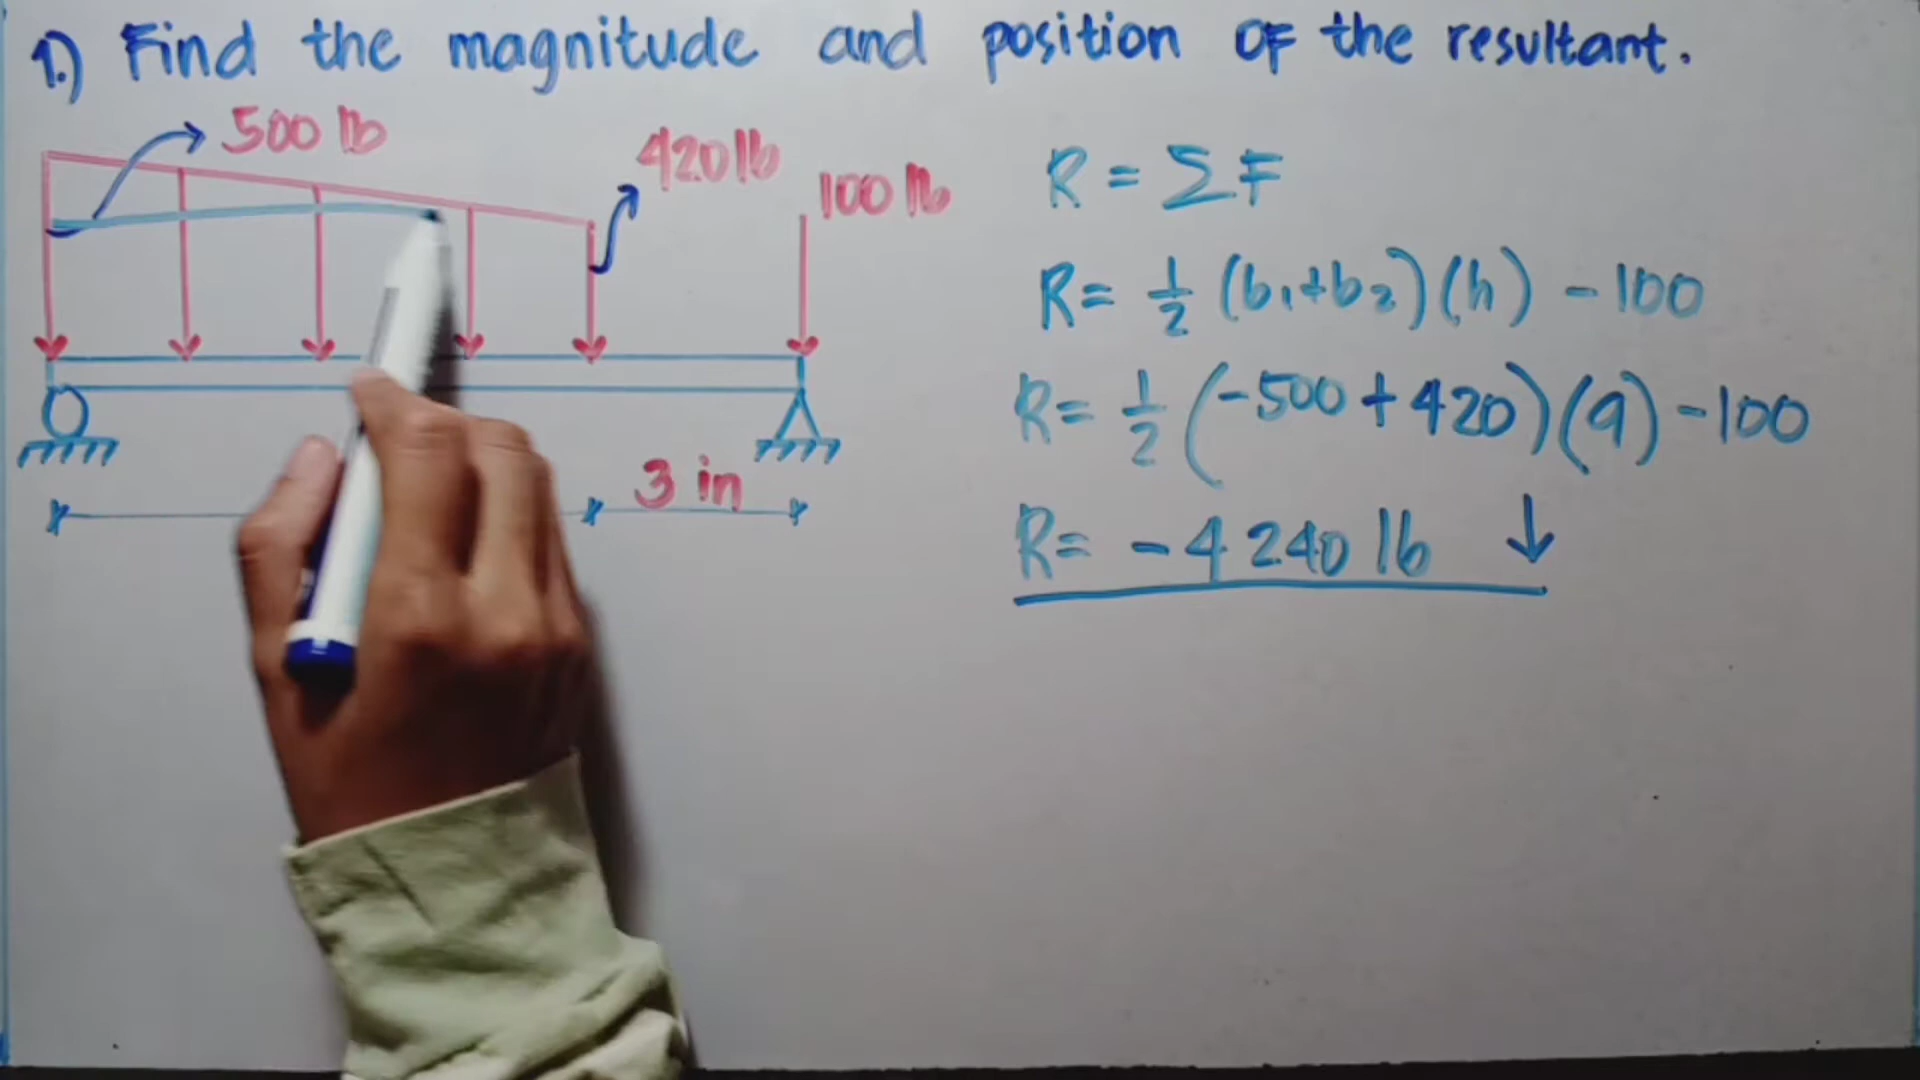 1.) Find the magnitude and position of the resultant.
500 lb
420 lb
100 lb
3 in
R = ΣF
R = 1/2 (b1+b2)(h) - 100
R = 1/2 (-500 + 420)(9) - 100
R = -4240 lb ↓